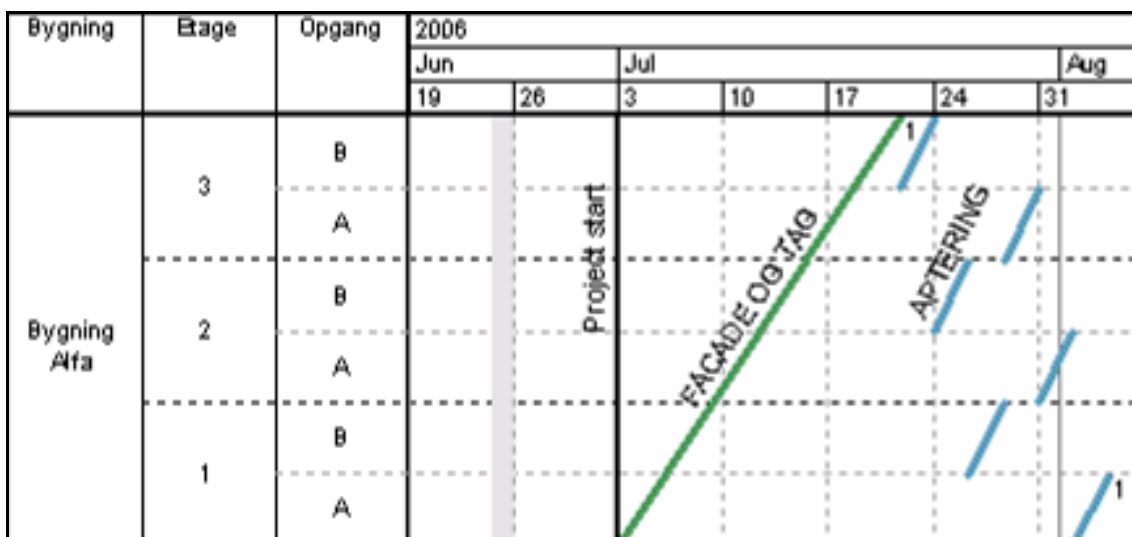 Bygning Etage Opgang 2006
Jun Jul Aug
19 26 3 10 17 24 31
B
1
3
A
Project start
FACADE OG TAG
APTERING
B
Bygning
Alfa
2
A
B
1
A
1